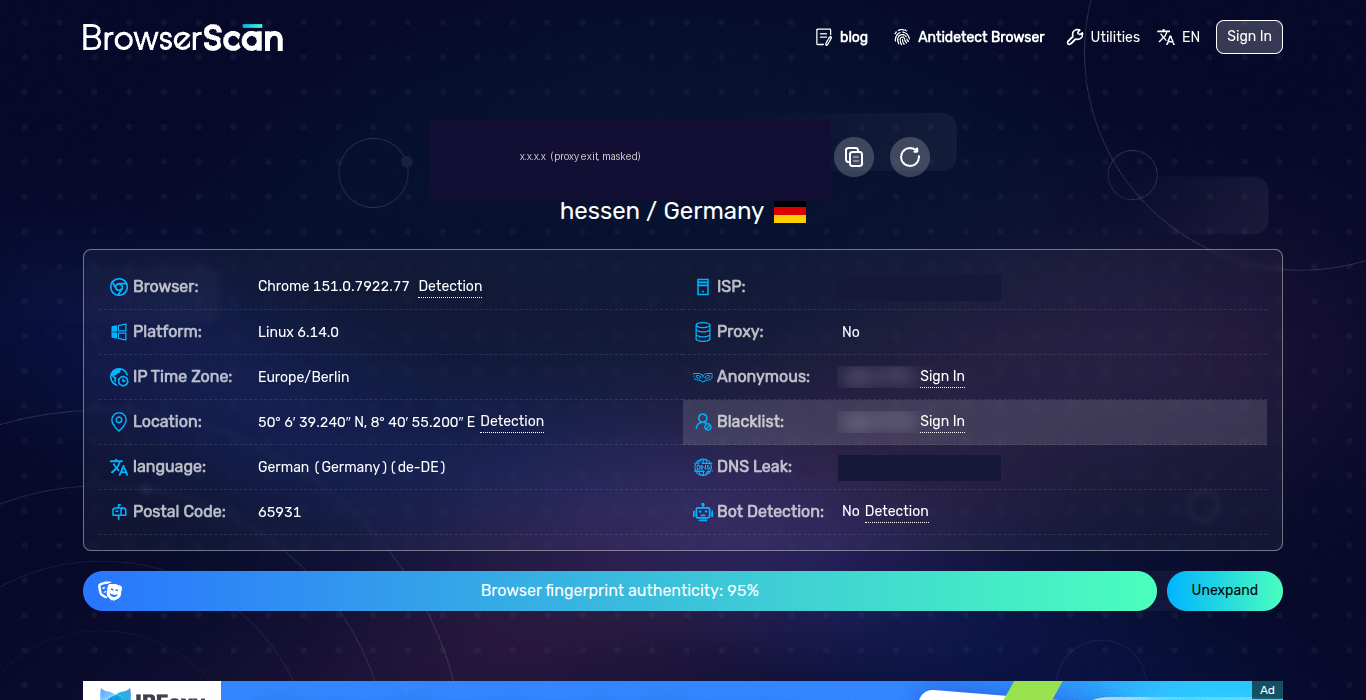 BrowserScan
blog
Antidetect Browser
Utilities
EN
Sign In
x.x.x.x (proxy exit, masked)
hessen / Germany
Browser: Chrome 151.0.7922.77 Detection
ISP:
Platform: Linux 6.14.0
Proxy: No
IP Time Zone: Europe/Berlin
Anonymous: Sign In
Location: 50° 6′ 39.240″ N, 8° 40′ 55.200″ E Detection
Blacklist: Sign In
language: German (Germany) (de-DE)
DNS Leak:
Postal Code: 65931
Bot Detection: No Detection
Browser fingerprint authenticity: 95%
Unexpand
Ad